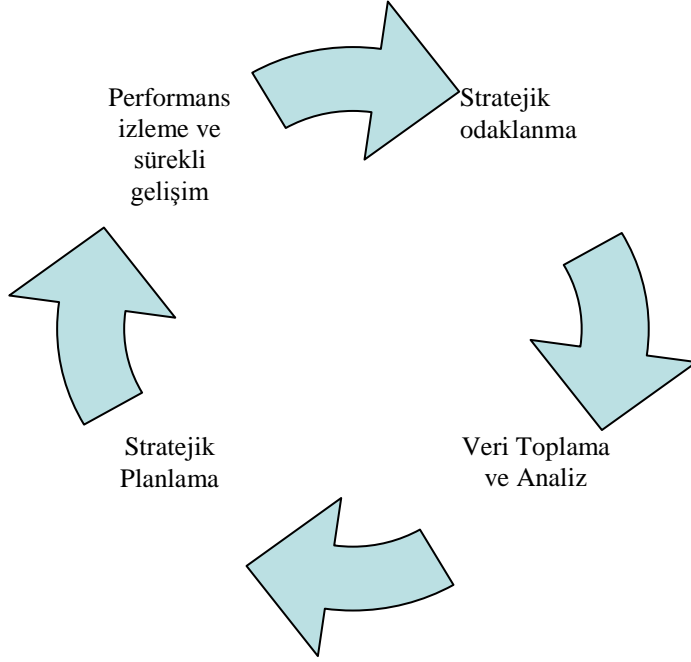 Performans
izleme ve
sürekli
gelişim
Stratejik
odaklanma
Veri Toplama
ve Analiz
Stratejik
Planlama